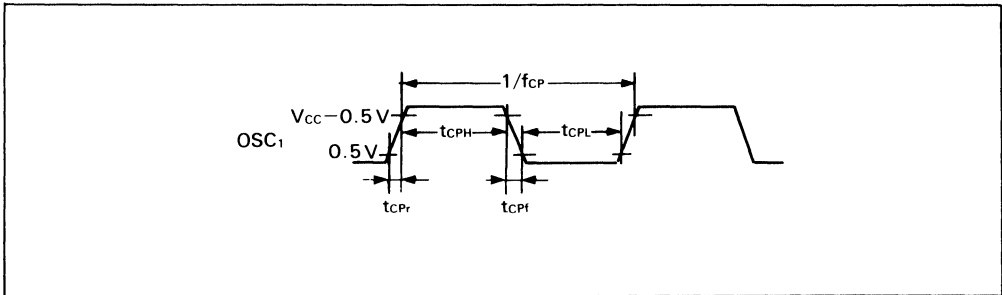 1/fCP
VCC−0.5 V
OSC₁
tCPH
tCPL
0.5 V
tCPr
tCPf